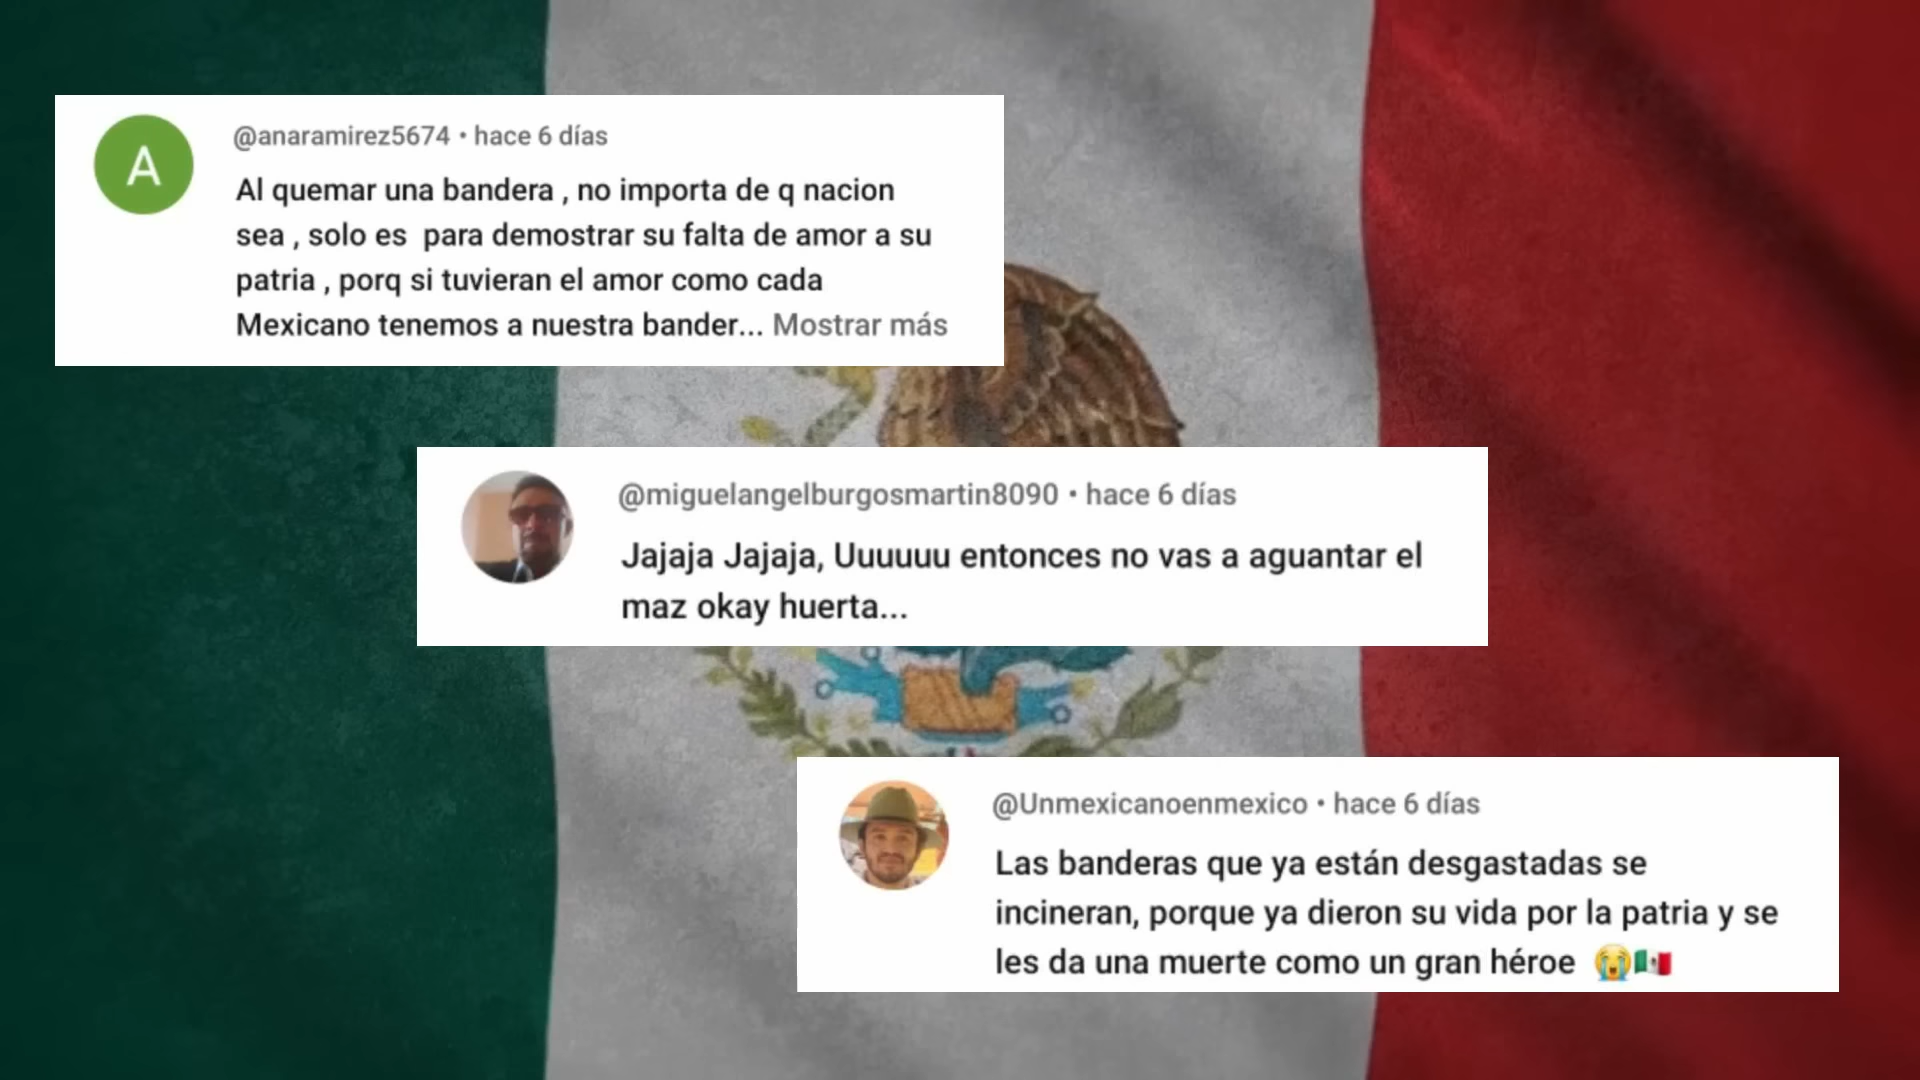 A
@anaramirez5674 • hace 6 días
Al quemar una bandera , no importa de q nacion
sea , solo es  para demostrar su falta de amor a su
patria , porq si tuvieran el amor como cada
Mexicano tenemos a nuestra bander... Mostrar más
@miguelangelburgosmartin8090 • hace 6 días
Jajaja Jajaja, Uuuuuu entonces no vas a aguantar el
maz okay huerta...
@Unmexicanoenmexico • hace 6 días
Las banderas que ya están desgastadas se
incineran, porque ya dieron su vida por la patria y se
les da una muerte como un gran héroe 😭🇲🇽